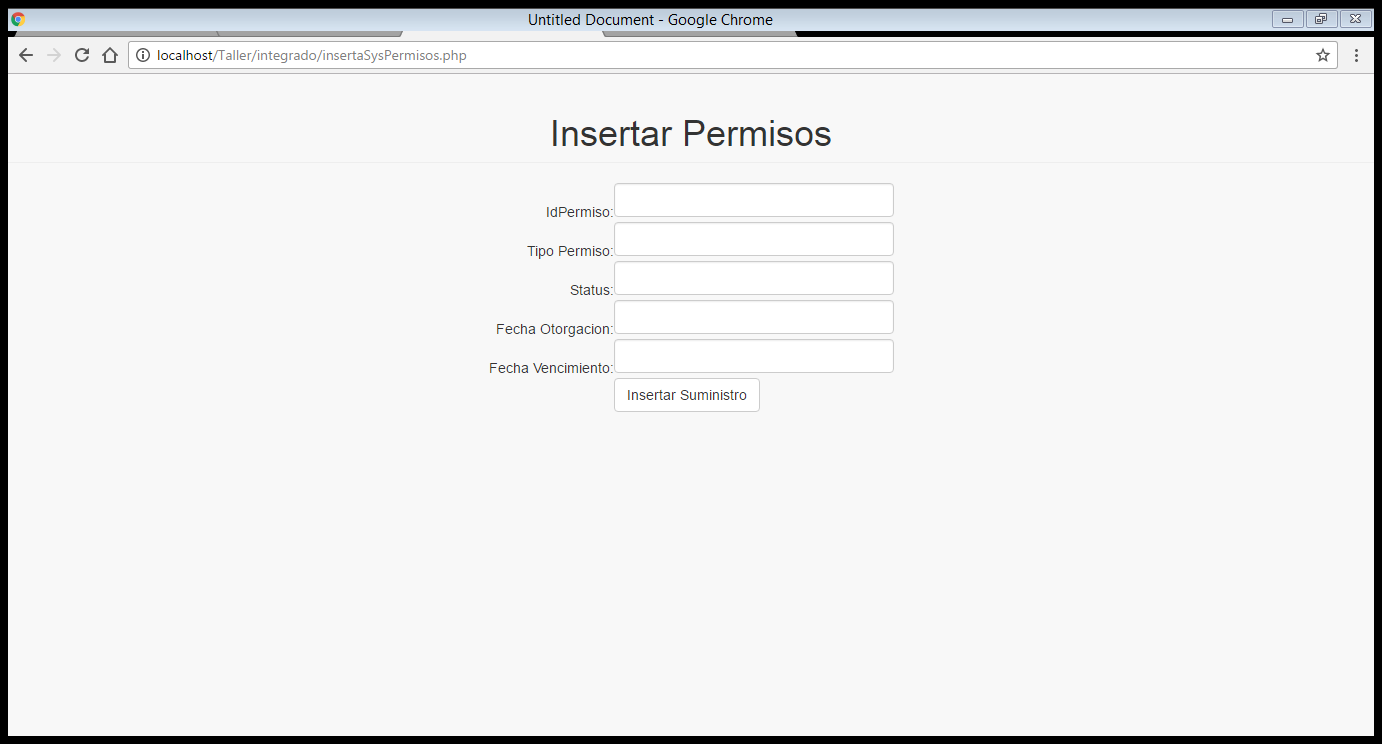 Untitled Document - Google Chrome
localhost/Taller/integrado/insertaSysPermisos.php
Insertar Permisos
IdPermiso:
Tipo Permiso:
Status:
Fecha Otorgacion:
Fecha Vencimiento:
Insertar Suministro